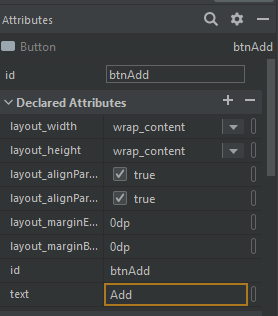 Attributes
Button btnAdd
id btnAdd
Declared Attributes
layout_width wrap_content
layout_height wrap_content
layout_alignPar... true
layout_alignPar... true
layout_marginE... 0dp
layout_marginB... 0dp
id btnAdd
text Add